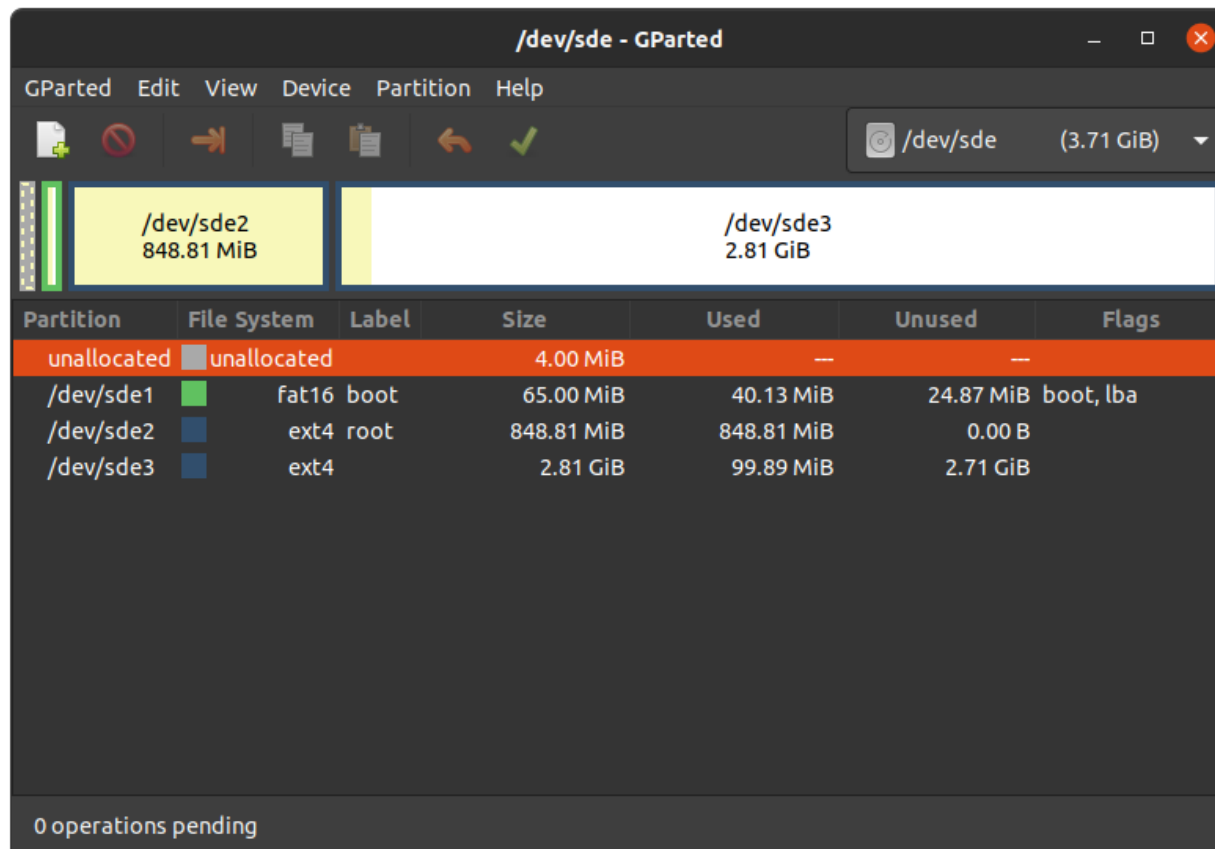 /dev/sde - GParted
GParted Edit View Device Partition Help
/dev/sde (3.71 GiB)
/dev/sde2 /dev/sde3
848.81 MiB 2.81 GiB
Partition File System Label Size Used Unused Flags
unallocated unallocated 4.00 MiB --- ---
/dev/sde1 fat16 boot 65.00 MiB 40.13 MiB 24.87 MiB boot, lba
/dev/sde2 ext4 root 848.81 MiB 848.81 MiB 0.00 B
/dev/sde3 ext4 2.81 GiB 99.89 MiB 2.71 GiB
0 operations pending